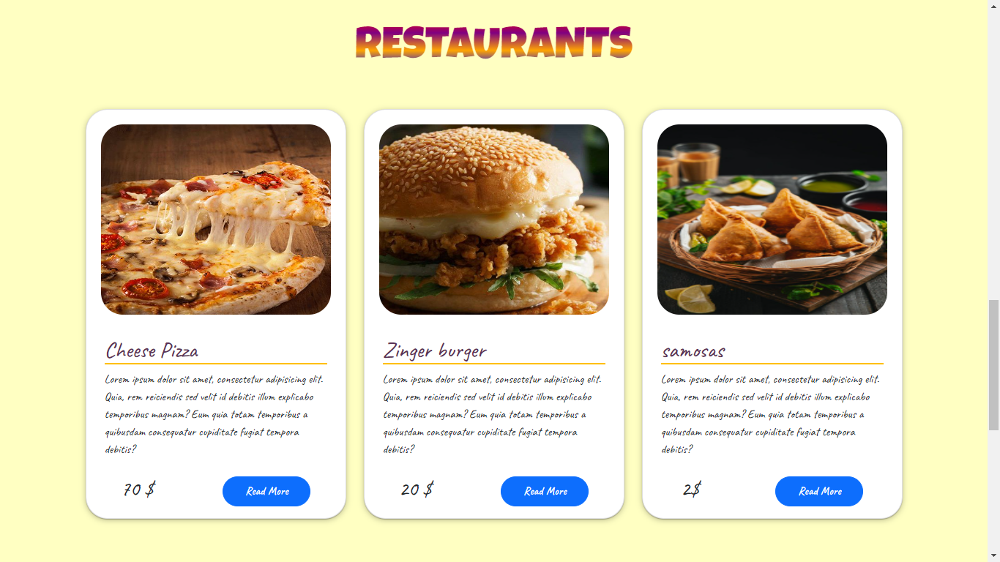 RESTAURANTS
Cheese Pizza
Lorem ipsum dolor sit amet, consectetur adipisicing elit.
Quia, rem reiciendis sed velit id debitis illum explicabo
temporibus magnam? Eum quia totam temporibus a
quibusdam consequatur cupiditate fugiat tempora
debitis?
70 $
Read More
Zinger burger
Lorem ipsum dolor sit amet, consectetur adipisicing elit.
Quia, rem reiciendis sed velit id debitis illum explicabo
temporibus magnam? Eum quia totam temporibus a
quibusdam consequatur cupiditate fugiat tempora
debitis?
20 $
Read More
samosas
Lorem ipsum dolor sit amet, consectetur adipisicing elit.
Quia, rem reiciendis sed velit id debitis illum explicabo
temporibus magnam? Eum quia totam temporibus a
quibusdam consequatur cupiditate fugiat tempora
debitis?
2$
Read More